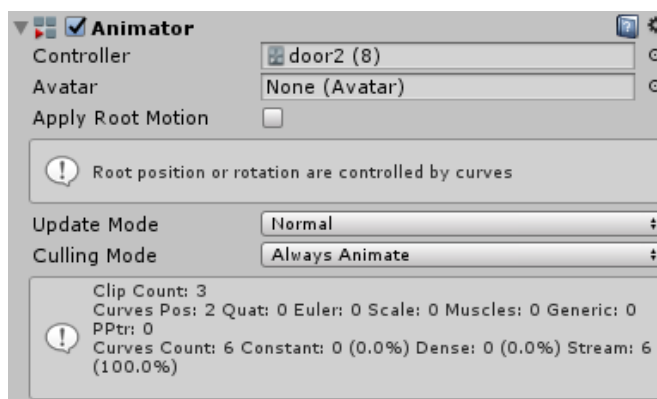 Animator
Controller door2 (8)
Avatar None (Avatar)
Apply Root Motion
Root position or rotation are controlled by curves
Update Mode Normal
Culling Mode Always Animate
Clip Count: 3
Curves Pos: 2 Quat: 0 Euler: 0 Scale: 0 Muscles: 0 Generic: 0
PPtr: 0
Curves Count: 6 Constant: 0 (0.0%) Dense: 0 (0.0%) Stream: 6
(100.0%)